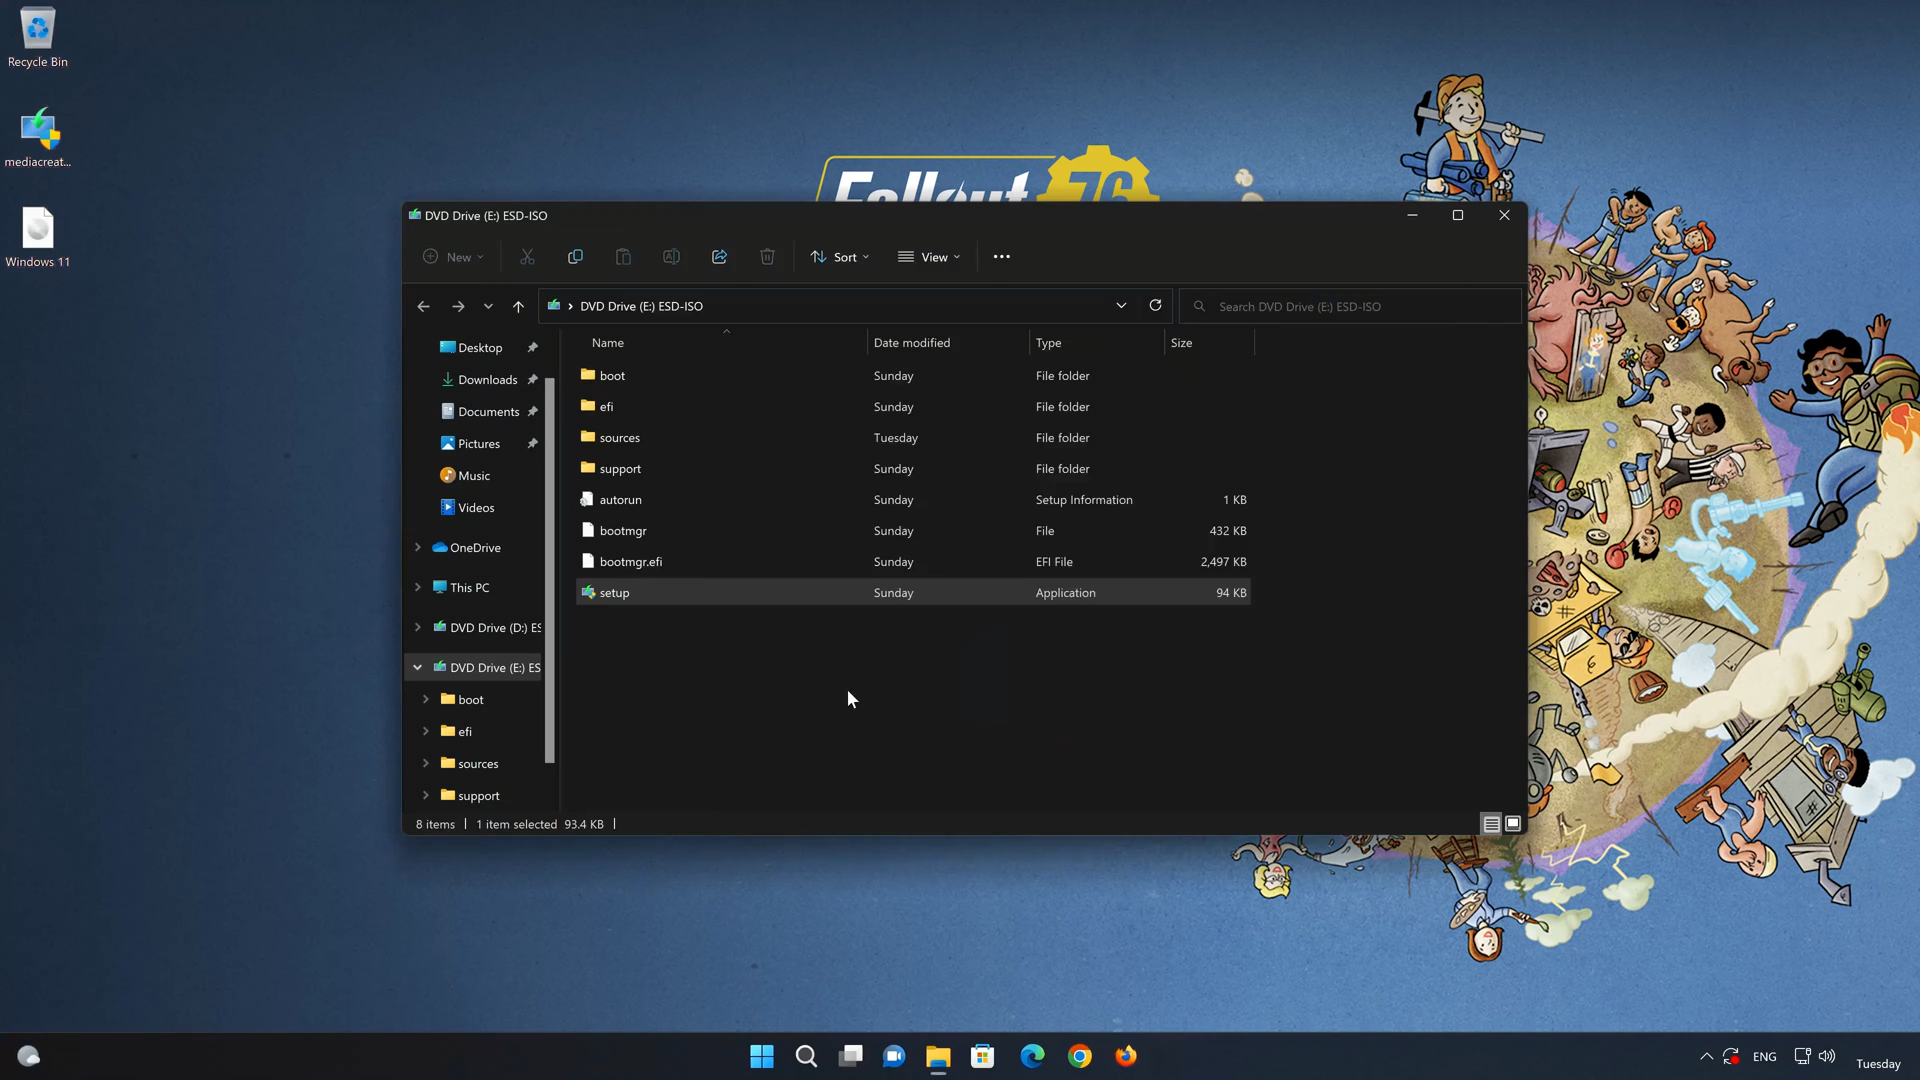 Recycle Bin
mediacreat...
Windows 11
Fallout 76
DVD Drive (E:) ESD-ISO
New
Sort
View
DVD Drive (E:) ESD-ISO
Search DVD Drive (E:) ESD-ISO
Name Date modified Type Size
Desktop
Downloads
Documents
Pictures
Music
Videos
OneDrive
This PC
DVD Drive (D:) ES
DVD Drive (E:) ES
boot
efi
sources
support
boot Sunday File folder
efi Sunday File folder
sources Tuesday File folder
support Sunday File folder
autorun Sunday Setup Information 1 KB
bootmgr Sunday File 432 KB
bootmgr.efi Sunday EFI File 2,497 KB
setup Sunday Application 94 KB
8 items 1 item selected 93.4 KB
ENG
Tuesday